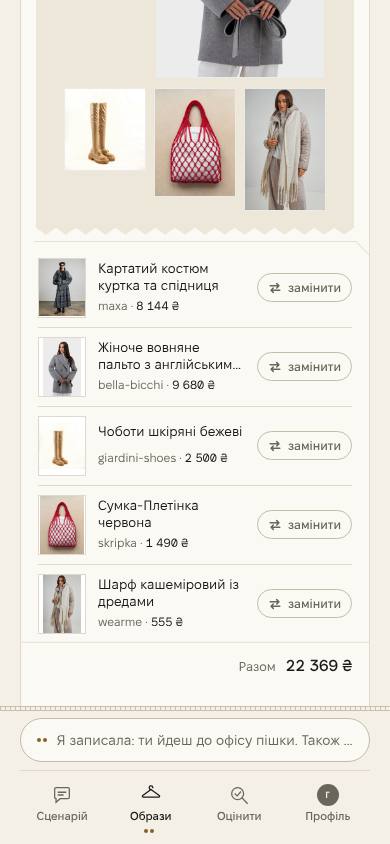 Картатий костюм
куртка та спідниця
maxa · 8 144 ₴
замінити
Жіноче вовняне
пальто з англійським…
bella-bicchi · 9 680 ₴
замінити
Чоботи шкіряні бежеві
giardini-shoes · 2 500 ₴
замінити
Сумка-Плетінка
червона
skripka · 1 490 ₴
замінити
Шарф кашеміровий із
дредами
wearme · 555 ₴
замінити
Разом 22 369 ₴
Я записала: ти йдеш до офісу пішки. Також …
Сценарій
Образи
Оцінити
Г
Профіль